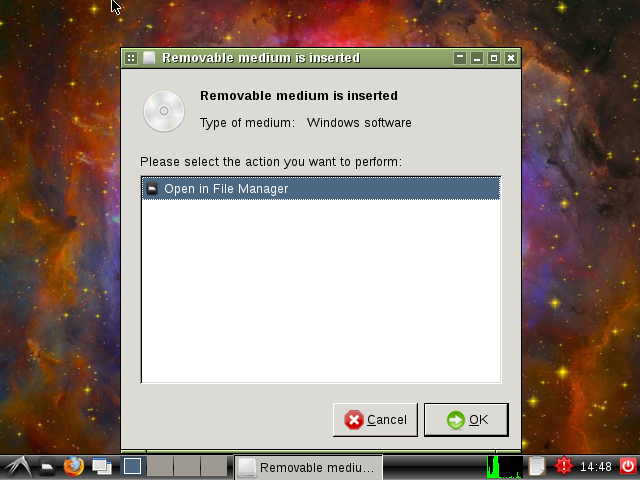 Removable medium is inserted
Removable medium is inserted
Type of medium: Windows software
Please select the action you want to perform:
Open in File Manager
Cancel
OK
Removable mediu...
14:48